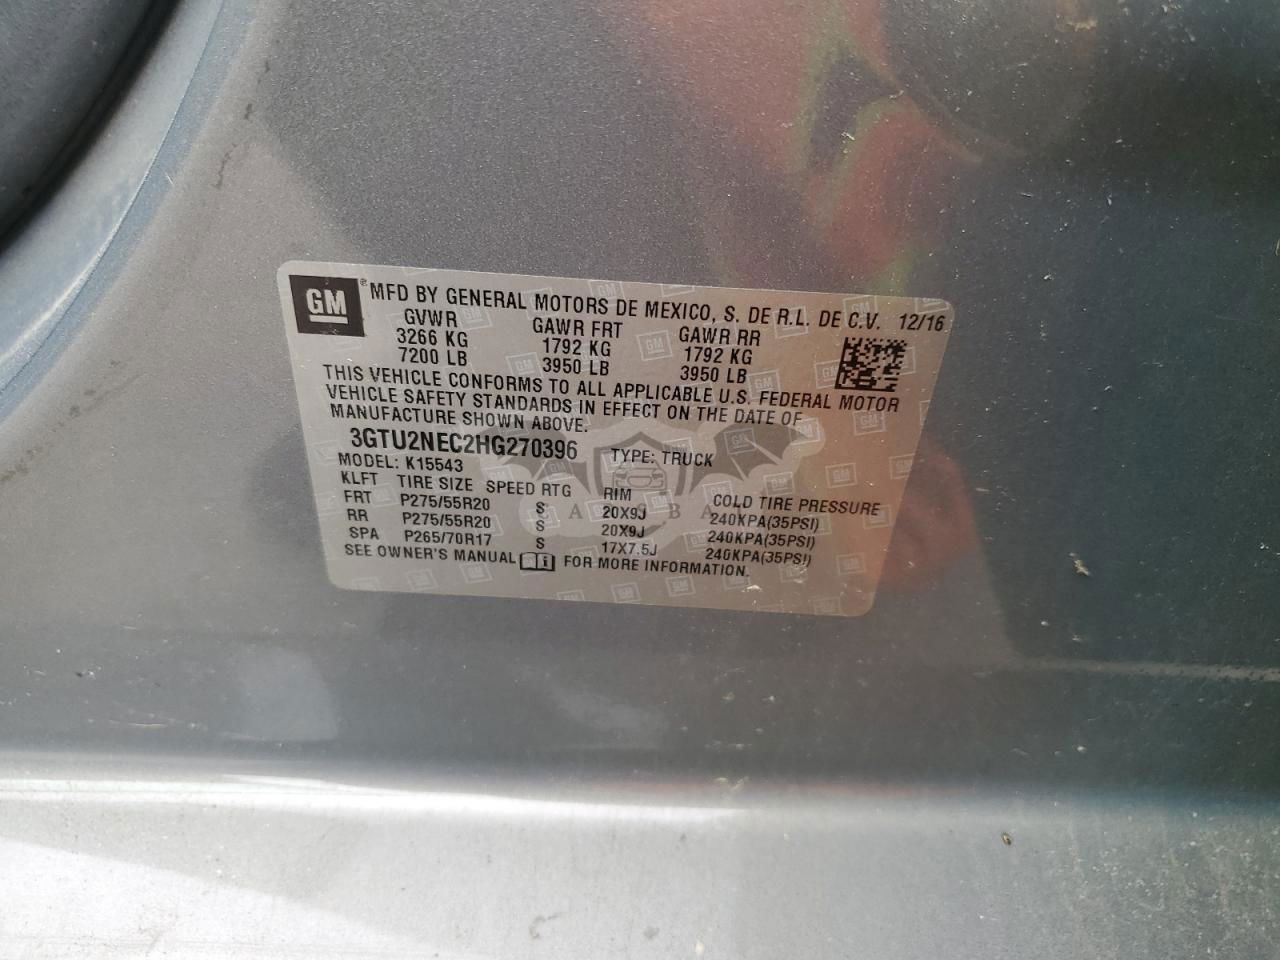 GM ® MFD BY GENERAL MOTORS DE MEXICO, S. DE R.L. DE C.V. 12/16
GVWR GAWR FRT GAWR RR
3266 KG 1792 KG 1792 KG
7200 LB 3950 LB 3950 LB
THIS VEHICLE CONFORMS TO ALL APPLICABLE U.S. FEDERAL MOTOR
VEHICLE SAFETY STANDARDS IN EFFECT ON THE DATE OF
MANUFACTURE SHOWN ABOVE.
3GTU2NEC2HG270396 TYPE: TRUCK
MODEL: K15543
KLFT TIRE SIZE SPEED RTG RIM COLD TIRE PRESSURE
FRT P275/55R20 S 20X9J 240KPA(35PSI)
RR P275/55R20 S 20X9J 240KPA(35PSI)
SPA P265/70R17 S 17X7.5J 240KPA(35PSI)
SEE OWNER'S MANUAL FOR MORE INFORMATION.